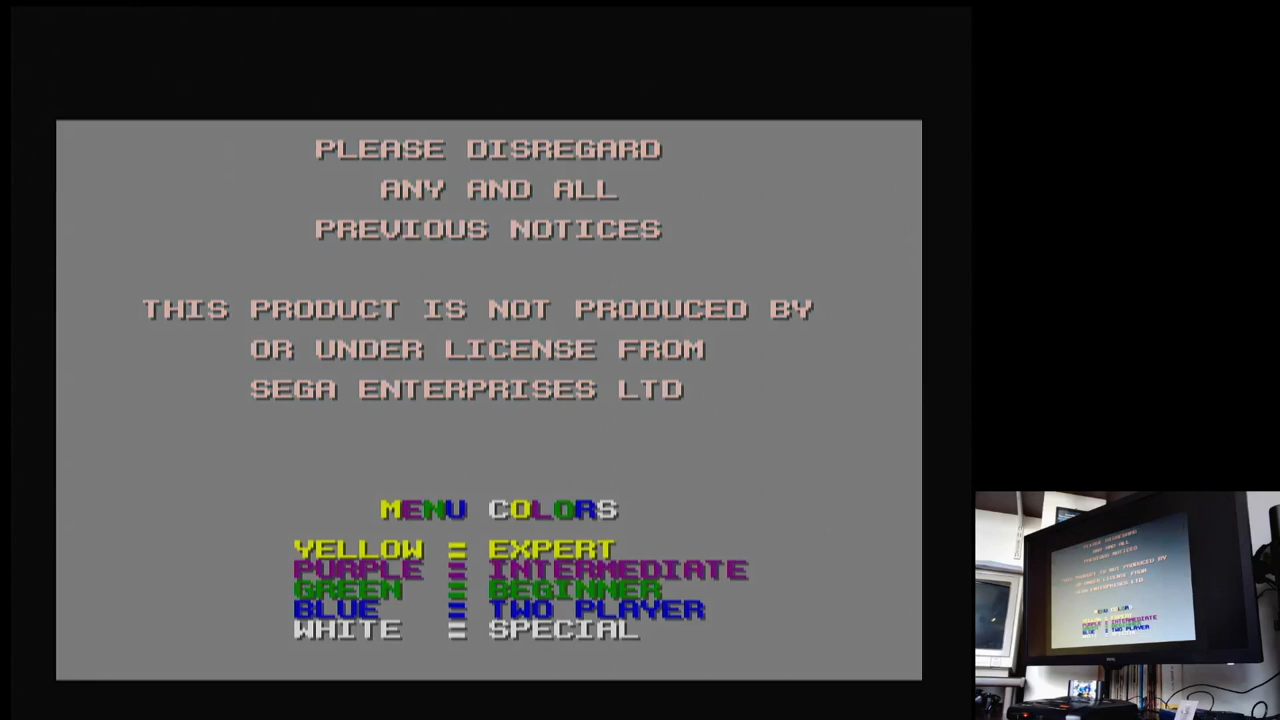 PLEASE DISREGARD
ANY AND ALL
PREVIOUS NOTICES
THIS PRODUCT IS NOT PRODUCED BY
OR UNDER LICENSE FROM
SEGA ENTERPRISES LTD
MENU COLORS
YELLOW = EXPERT
PURPLE = INTERMEDIATE
GREEN = BEGINNER
BLUE = TWO PLAYER
WHITE = SPECIAL